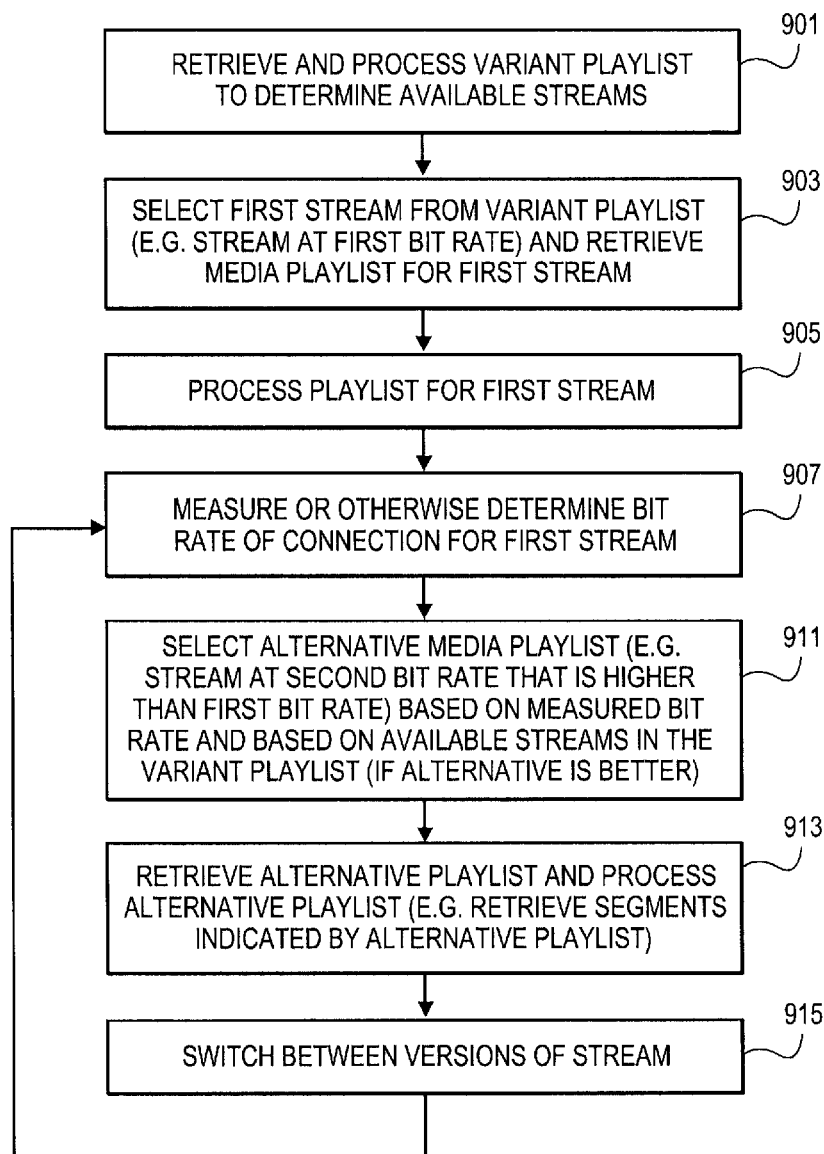 901
RETRIEVE AND PROCESS VARIANT PLAYLIST
TO DETERMINE AVAILABLE STREAMS
903
SELECT FIRST STREAM FROM VARIANT PLAYLIST
(E.G. STREAM AT FIRST BIT RATE) AND RETRIEVE
MEDIA PLAYLIST FOR FIRST STREAM
905
PROCESS PLAYLIST FOR FIRST STREAM
907
MEASURE OR OTHERWISE DETERMINE BIT
RATE OF CONNECTION FOR FIRST STREAM
911
SELECT ALTERNATIVE MEDIA PLAYLIST (E.G.
STREAM AT SECOND BIT RATE THAT IS HIGHER
THAN FIRST BIT RATE) BASED ON MEASURED BIT
RATE AND BASED ON AVAILABLE STREAMS IN THE
VARIANT PLAYLIST (IF ALTERNATIVE IS BETTER)
913
RETRIEVE ALTERNATIVE PLAYLIST AND PROCESS
ALTERNATIVE PLAYLIST (E.G. RETRIEVE SEGMENTS
INDICATED BY ALTERNATIVE PLAYLIST)
915
SWITCH BETWEEN VERSIONS OF STREAM